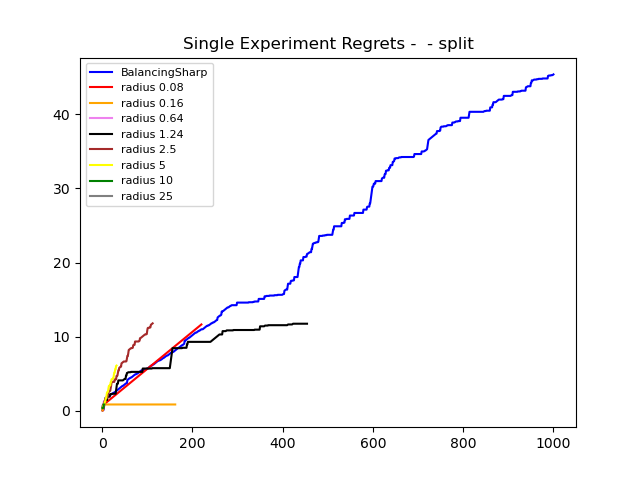 Single Experiment Regrets -  - split
BalancingSharp
radius 0.08
radius 0.16
radius 0.64
radius 1.24
radius 2.5
radius 5
radius 10
radius 25
40
30
20
10
0
0 200 400 600 800 1000